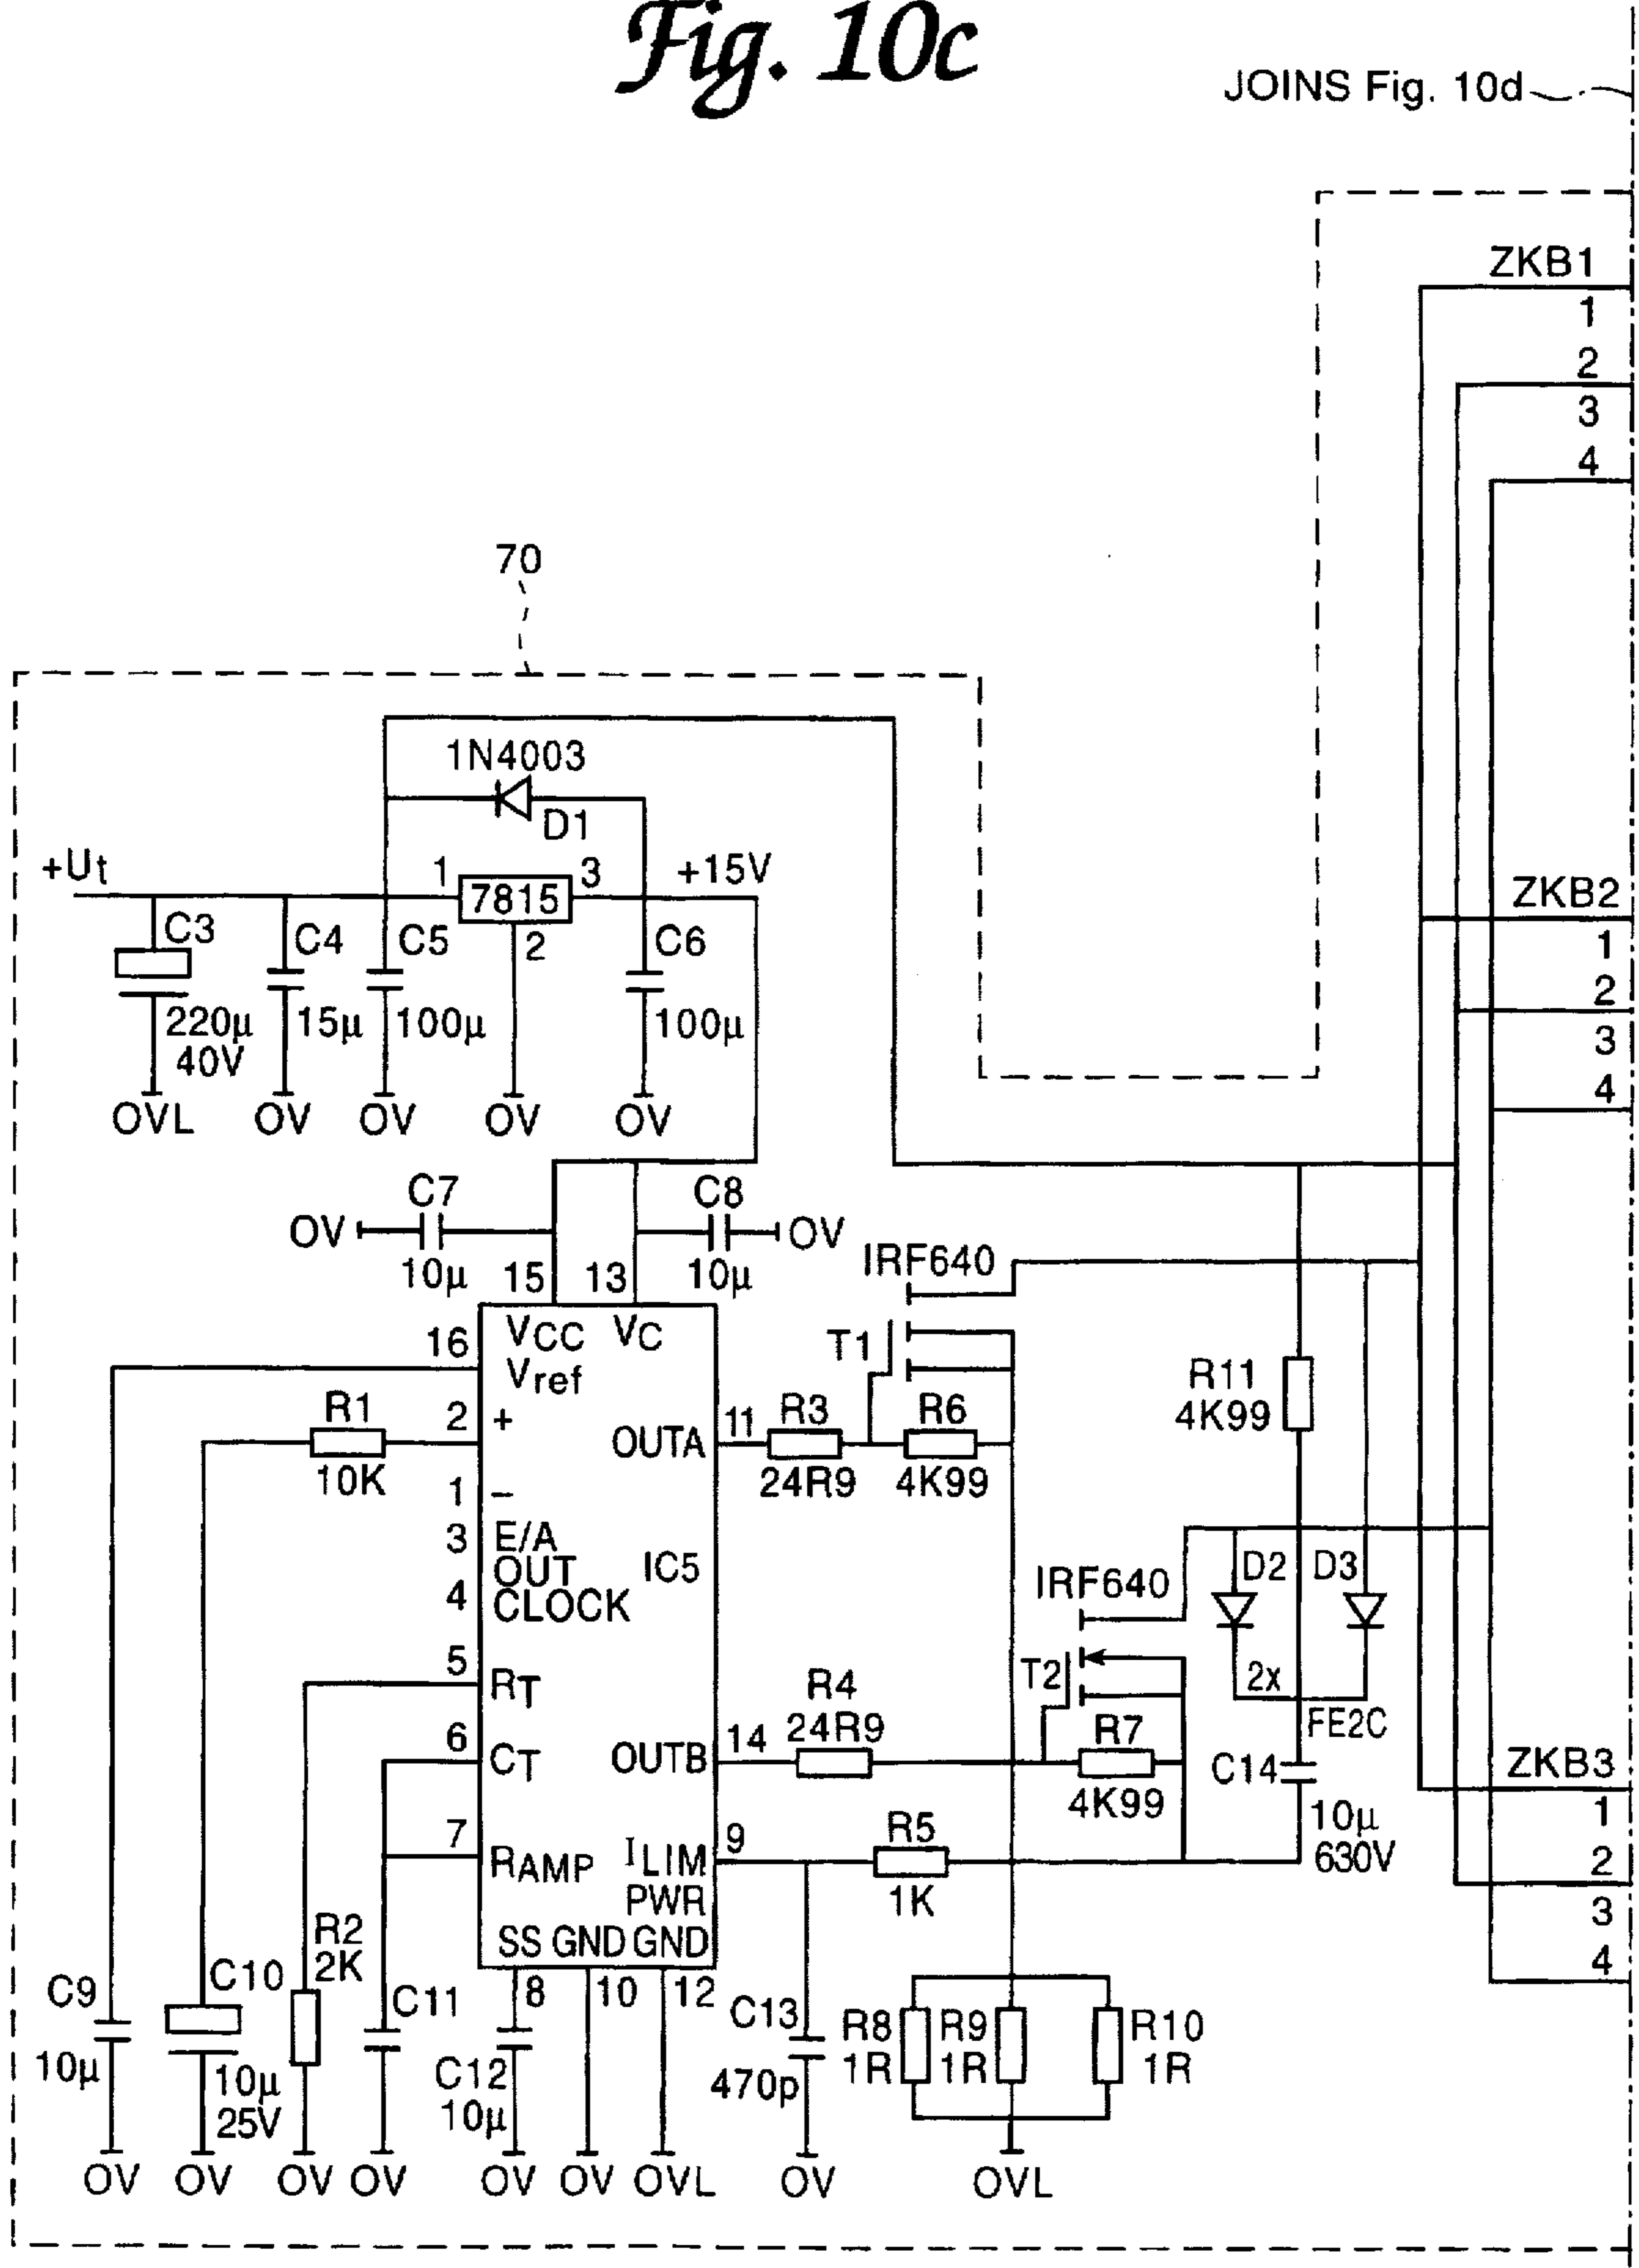 Fig. 10c
JOINS Fig. 10d
ZKB1
1
2
3
4
70
1N4003
D1
+Ut
1
7815
3
+15V
2
C3
220µ
40V
C4
15µ
C5
100µ
C6
100µ
OVL
OV
OV
OV
OV
ZKB2
1
2
3
4
C7
10µ
OV
C8
10µ
OV
15
13
IRF640
T1
16
VCC
VC
Vref
R1
10K
2
+
OUTA
11
R3
24R9
R6
4K99
R11
4K99
1
–
3
E/A
OUT
4
CLOCK
IC5
IRF640
D2
D3
T2
2x
FE2C
5
RT
R4
24R9
6
CT
OUTB
14
R7
4K99
C14
10µ
630V
ZKB3
1
2
3
4
7
RAMP
ILIM
9
PWR
R5
1K
SS
GND
GND
8
10
12
C9
10µ
C10
10µ
25V
R2
2K
C11
C12
10µ
C13
470p
R8
1R
R9
1R
R10
1R
OV
OV
OV
OV
OV
OV
OVL
OV
OVL